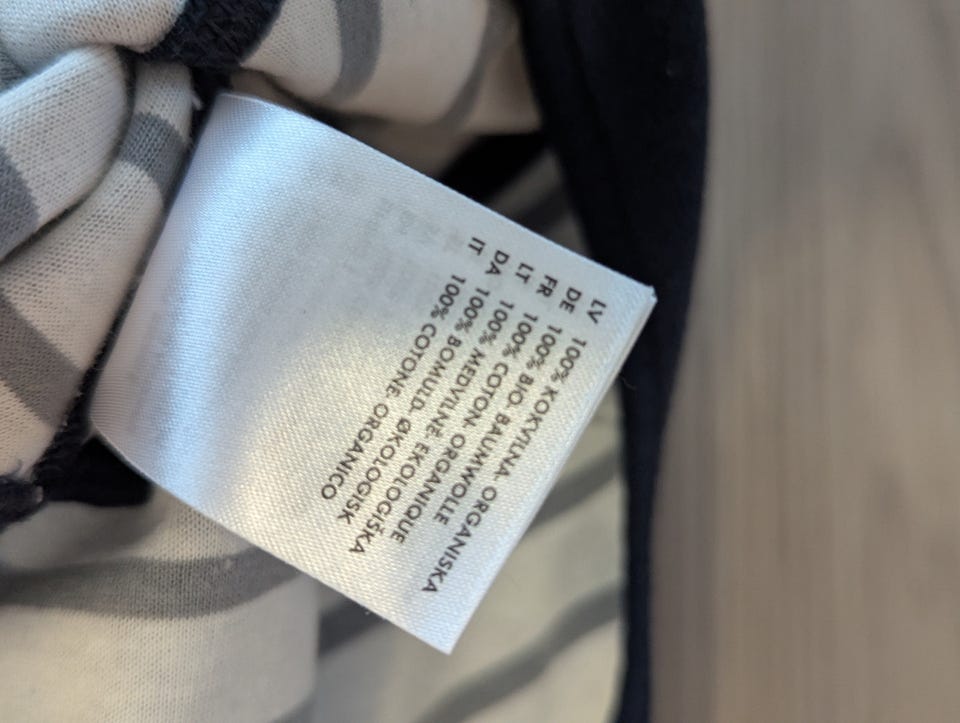 LV 100% KOKVILNA- ORGANISKA
DE 100% BIO-BAUMWOLLE
FR 100% COTON- ORGANIQUE
LT 100% MEDVILNĖ- EKOLOGIŠKA
DA 100% BOMULD- ØKOLOGISK
IT 100% COTONE- ORGANICO